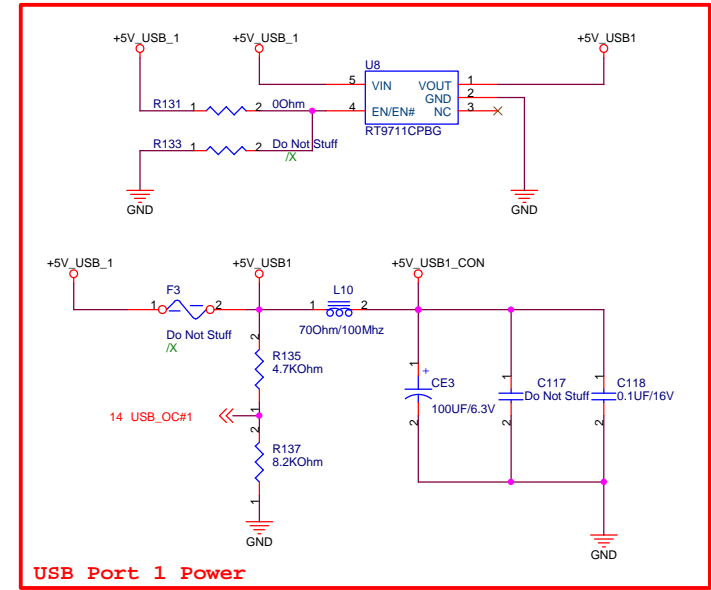 +5V_USB_1 +5V_USB_1 +5V_USB1
U8
5 VIN VOUT 1
GND 2
R131 1 2 0Ohm 4 EN/EN# NC 3
RT9711CPBG
R133 1 2 Do Not Stuff
/X
GND GND
+5V_USB_1 +5V_USB1 +5V_USB1_CON
F3 L10
1 2 1 2
Do Not Stuff 70Ohm/100Mhz
/X
2 R135
4.7KOhm
1
14 USB_OC#1
2 R137
8.2KOhm
1
GND
1 + CE3
100UF/6.3V
2
1 C117
Do Not Stuff
2
1 C118
0.1UF/16V
2
GND
USB Port 1 Power